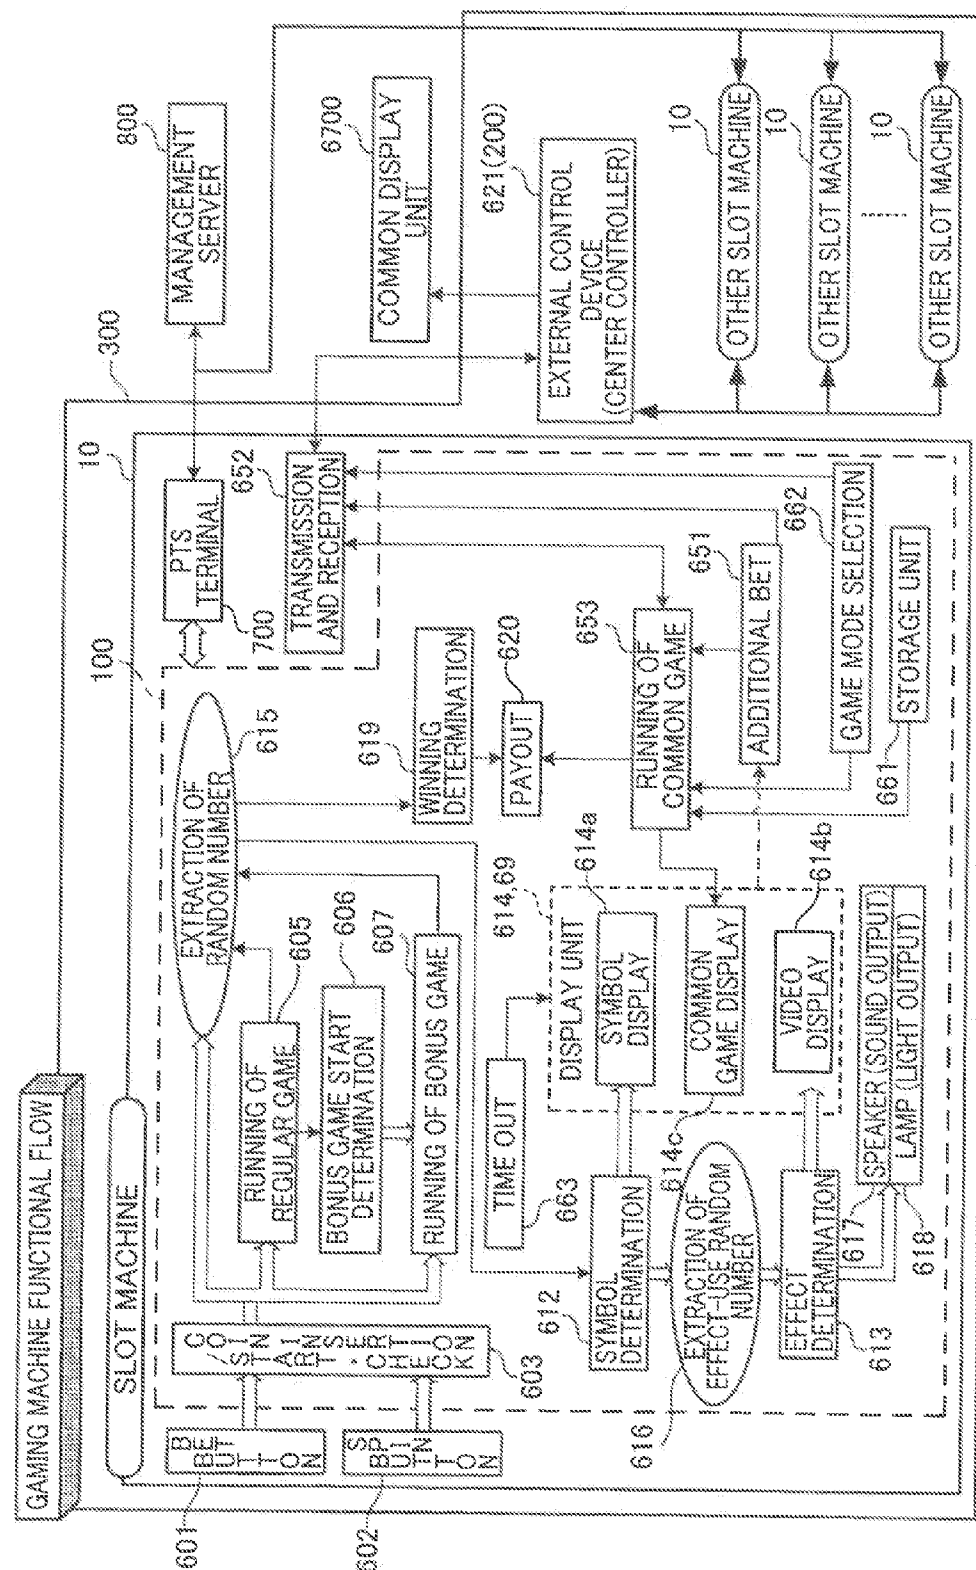 GAMING MACHINE FUNCTIONAL FLOW
SLOT MACHINE
10
300
100
BET
BUTTON
601
SPIN
BUTTON
602
COIN INSERTION
/START-CHECK
603
EXTRACTION OF
RANDOM NUMBER
615
RUNNING OF
REGULAR GAME
605
BONUS GAME START
DETERMINATION
606
RUNNING OF BONUS GAME
607
PTS
TERMINAL
700
MANAGEMENT
SERVER
800
TRANSMISSION
AND RECEPTION
652
COMMON DISPLAY
UNIT
6700
WINNING
DETERMINATION
619
PAYOUT
620
TIME OUT
663
DISPLAY UNIT
614,69
SYMBOL
DISPLAY
614a
COMMON
GAME DISPLAY
614c
VIDEO
DISPLAY
614b
RUNNING OF
COMMON GAME
653
ADDITIONAL BET
651
GAME MODE SELECTION
662
STORAGE UNIT
661
EXTERNAL CONTROL
DEVICE
(CENTER CONTROLLER)
621(200)
SYMBOL
DETERMINATION
612
EXTRACTION OF
EFFECT-USE RANDOM
NUMBER
616
EFFECT
DETERMINATION
613
SPEAKER (SOUND OUTPUT)
LAMP (LIGHT OUTPUT)
617
618
OTHER SLOT MACHINE
10
OTHER SLOT MACHINE
10
OTHER SLOT MACHINE
10